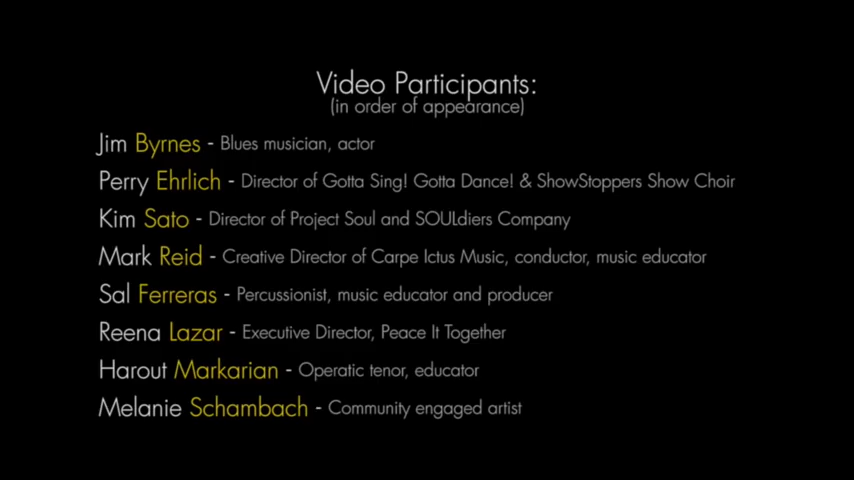 Video Participants:
(in order of appearance)
Jim Byrnes - Blues musician, actor
Perry Ehrlich - Director of Gotta Sing! Gotta Dance! & ShowStoppers Show Choir
Kim Sato - Director of Project Soul and SOULdiers Company
Mark Reid - Creative Director of Carpe Ictus Music, conductor, music educator
Sal Ferreras - Percussionist, music educator and producer
Reena Lazar - Executive Director, Peace It Together
Harout Markarian - Operatic tenor, educator
Melanie Schambach - Community engaged artist